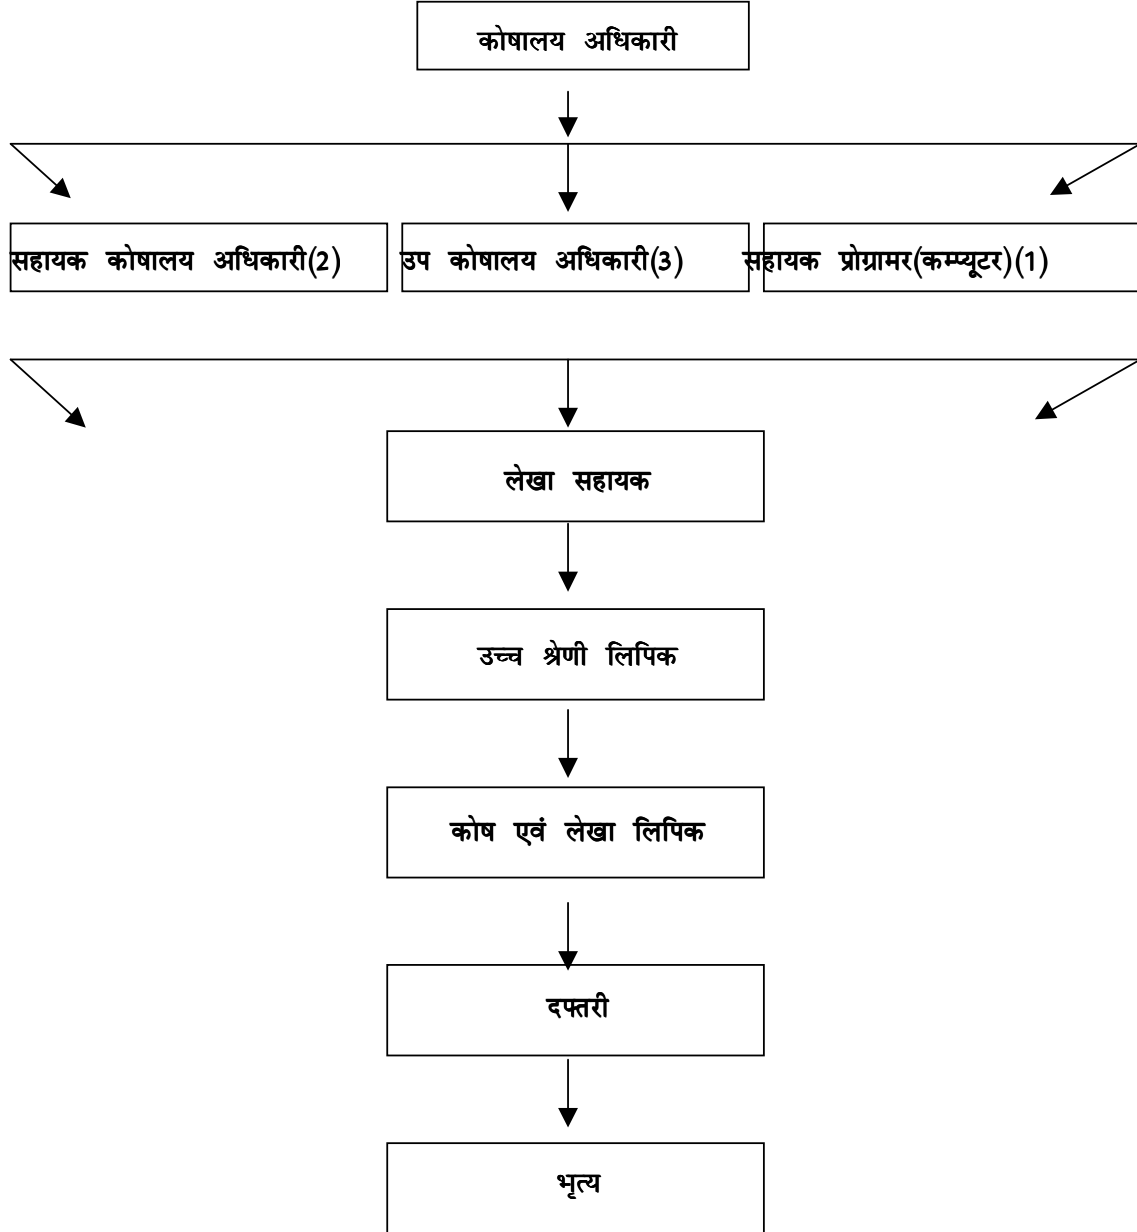 कोषालय अधिकारी
सहायक कोषालय अधिकारी(2) उप कोषालय अधिकारी(3) सहायक प्रोग्रामर(कम्प्यूटर)(1)
लेखा सहायक
उच्च श्रेणी लिपिक
कोष एवं लेखा लिपिक
दफ्तरी
भृत्य